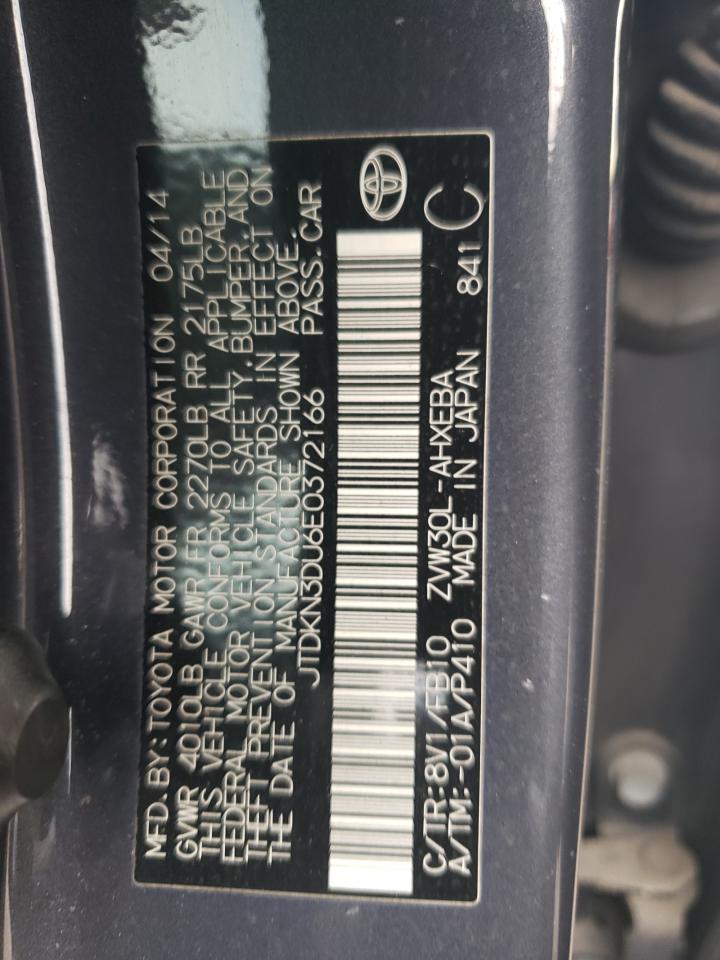 MFD. BY: TOYOTA MOTOR CORPORATION 04/14
GVWR 4010LB GAWR FR 2270LB RR 2175LB
THIS VEHICLE CONFORMS TO ALL APPLICABLE
FEDERAL MOTOR VEHICLE SAFETY, BUMPER, AND
THEFT PREVENTION STANDARDS IN EFFECT ON
THE DATE OF MANUFACTURE SHOWN ABOVE.
JTDKN3DU6E0372166 PASS. CAR
C/TR:8V1/FB10 ZVW30L-AHXEBA
A/TM:-01A/P410 MADE IN JAPAN 841 C